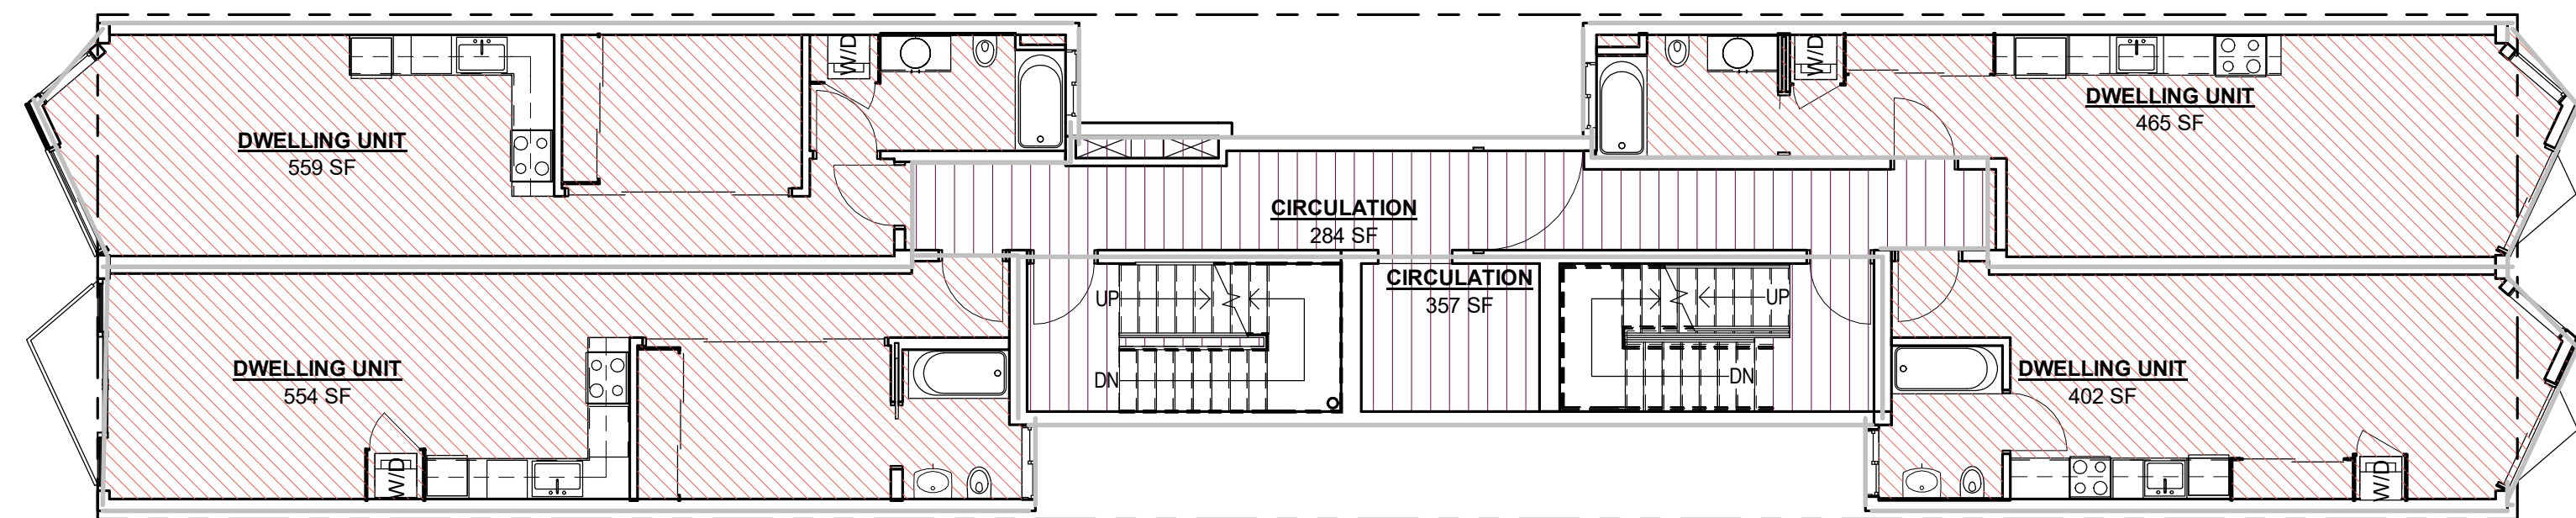 W/D
W/D
DWELLING UNIT
465 SF
DWELLING UNIT
559 SF
CIRCULATION
284 SF
CIRCULATION
357 SF
UP
UP
DN
DN
DWELLING UNIT
554 SF
DWELLING UNIT
402 SF
W/D
W/D